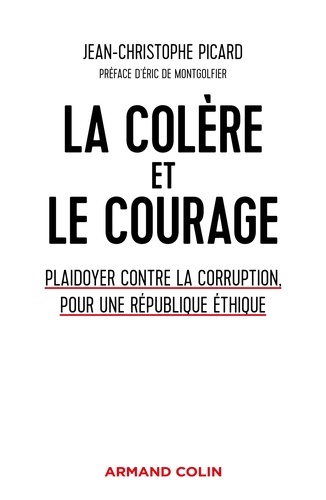 JEAN-CHRISTOPHE PICARD
PRÉFACE D'ÉRIC DE MONTGOLFIER
LA COLÈRE
ET
LE COURAGE
PLAIDOYER CONTRE LA CORRUPTION,
POUR UNE RÉPUBLIQUE ÉTHIQUE
ARMAND COLIN